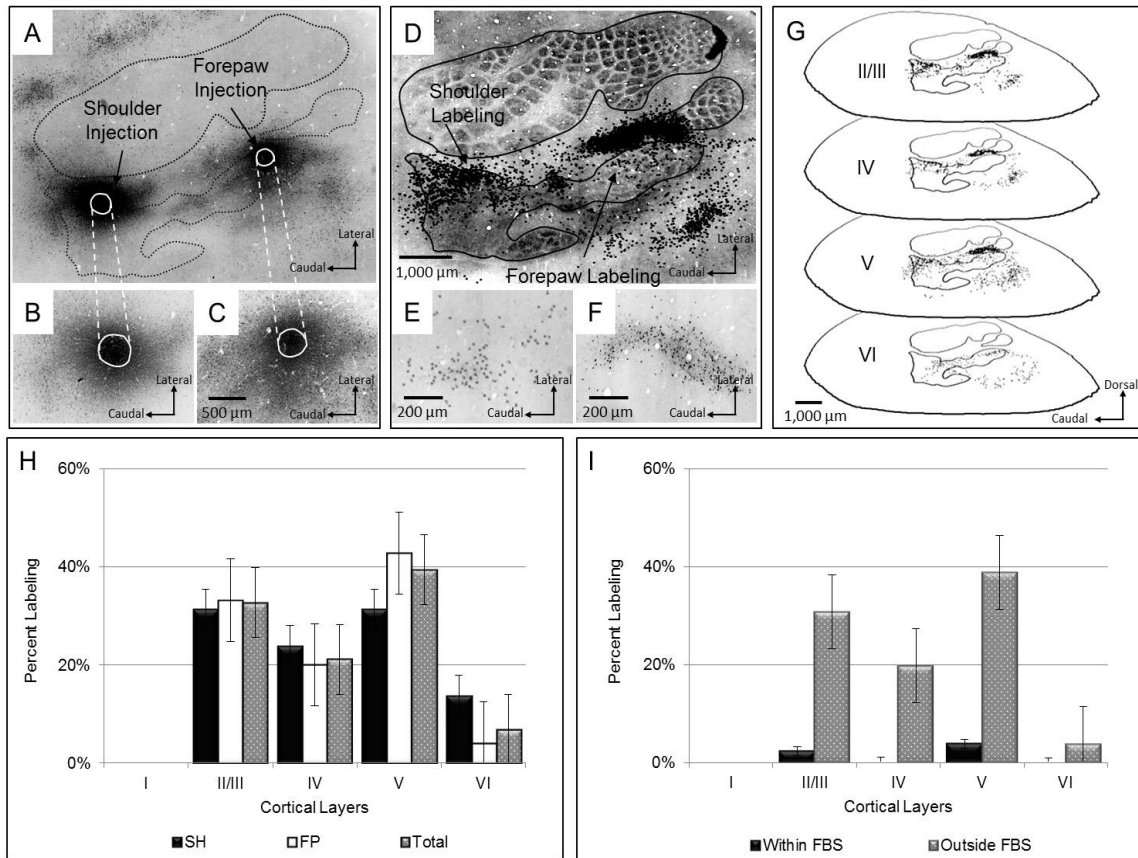 A
Forepaw
Injection
Shoulder
Injection
Lateral
Caudal
B
Lateral
Caudal
C
500 µm
Lateral
Caudal
D
Shoulder
Labeling
1,000 µm
Forepaw Labeling
Lateral
Caudal
E
200 µm
Lateral
Caudal
F
200 µm
Lateral
Caudal
G
II/III
IV
V
VI
1,000 µm
Dorsal
Caudal
H
60%
40%
20%
0%
Percent Labeling
I II/III IV V VI
Cortical Layers
SH FP Total
I
60%
40%
20%
0%
Percent Labeling
I II/III IV V VI
Cortical Layers
Within FBS Outside FBS